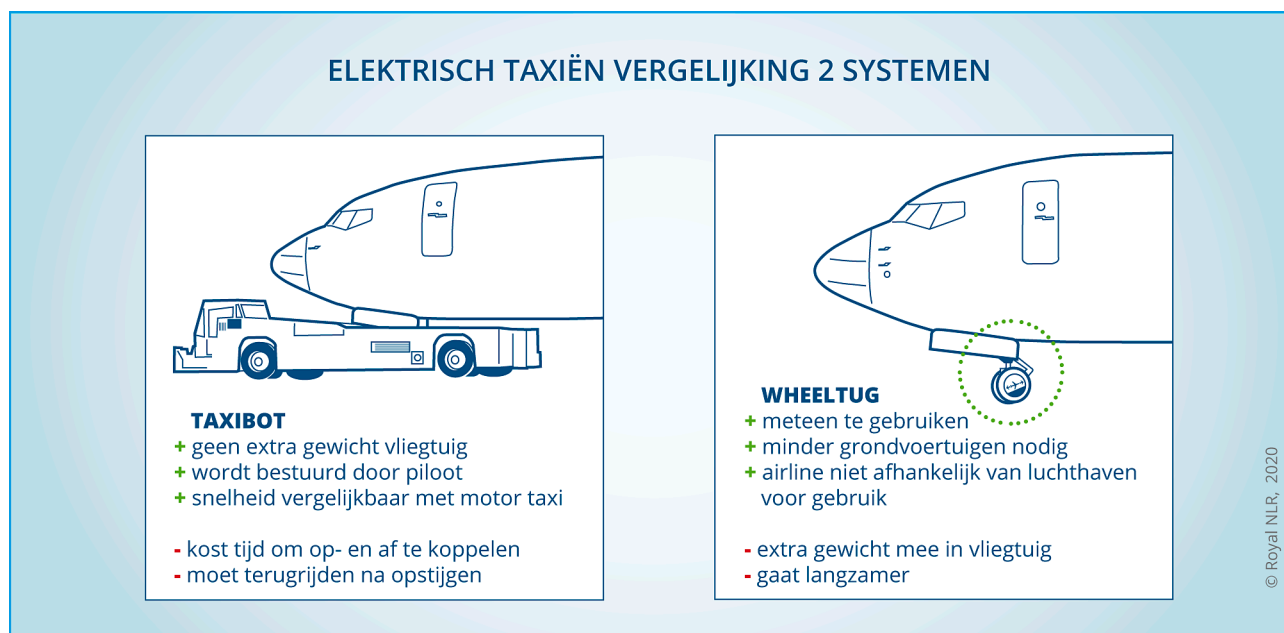 ELEKTRISCH TAXIËN VERGELIJKING 2 SYSTEMEN
TAXIBOT
+ geen extra gewicht vliegtuig
+ wordt bestuurd door piloot
+ snelheid vergelijkbaar met motor taxi
- kost tijd om op- en af te koppelen
- moet terugrijden na opstijgen
WHEELTUG
+ meteen te gebruiken
+ minder grondvoertuigen nodig
+ airline niet afhankelijk van luchthaven
voor gebruik
- extra gewicht mee in vliegtuig
- gaat langzamer
© Royal NLR, 2020